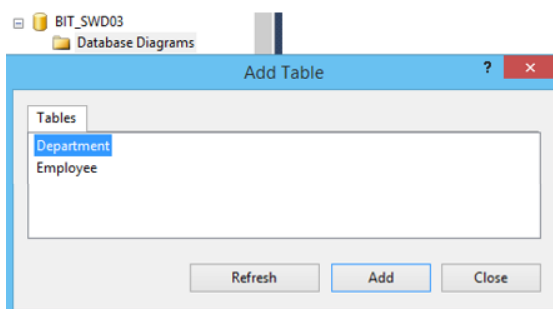 BIT_SWD03
Database Diagrams
Add Table
?
Tables
Department
Employee
Refresh Add Close